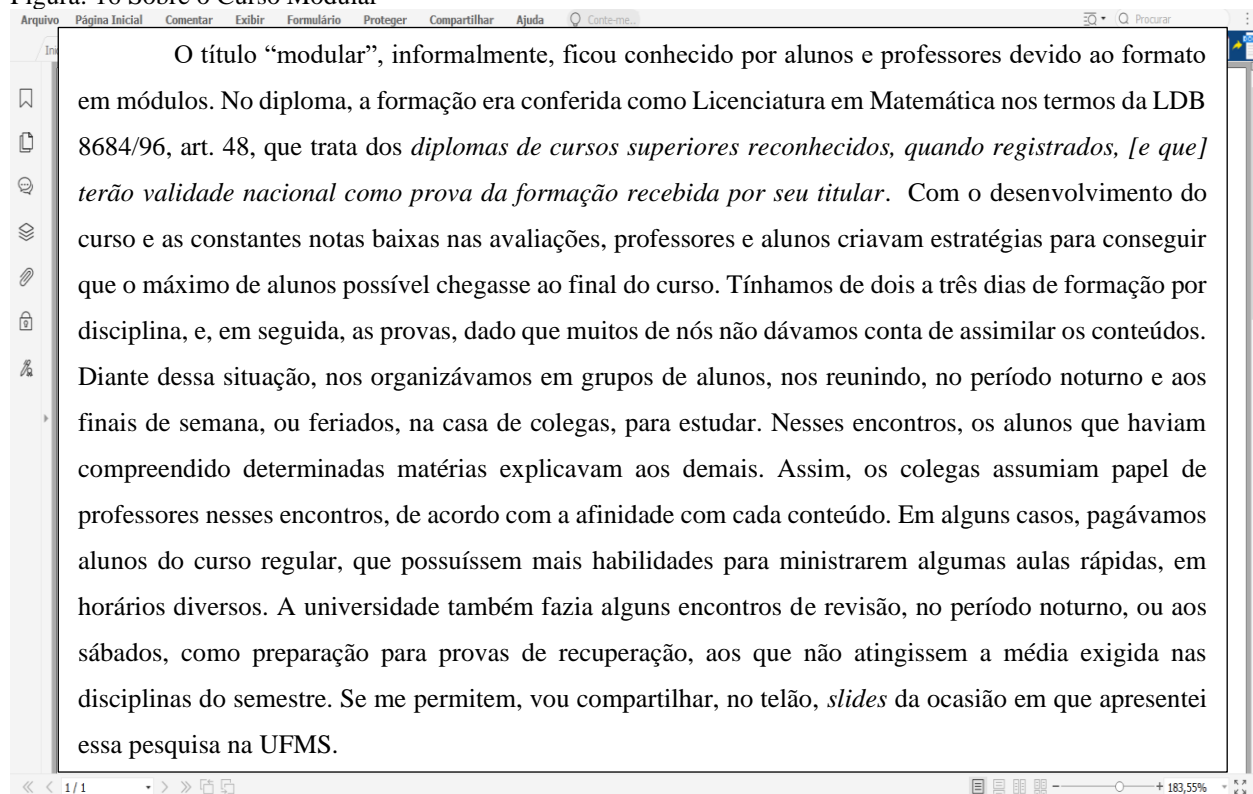 Figura. 16 Sobre o Curso Modular
Arquivo Página Inicial Comentar Exibir Formulário Proteger Compartilhar Ajuda Conte-me... Procurar
O título “modular”, informalmente, ficou conhecido por alunos e professores devido ao formato
em módulos. No diploma, a formação era conferida como Licenciatura em Matemática nos termos da LDB
8684/96, art. 48, que trata dos diplomas de cursos superiores reconhecidos, quando registrados, [e que]
terão validade nacional como prova da formação recebida por seu titular. Com o desenvolvimento do
curso e as constantes notas baixas nas avaliações, professores e alunos criavam estratégias para conseguir
que o máximo de alunos possível chegasse ao final do curso. Tínhamos de dois a três dias de formação por
disciplina, e, em seguida, as provas, dado que muitos de nós não dávamos conta de assimilar os conteúdos.
Diante dessa situação, nos organizávamos em grupos de alunos, nos reunindo, no período noturno e aos
finais de semana, ou feriados, na casa de colegas, para estudar. Nesses encontros, os alunos que haviam
compreendido determinadas matérias explicavam aos demais. Assim, os colegas assumiam papel de
professores nesses encontros, de acordo com a afinidade com cada conteúdo. Em alguns casos, pagávamos
alunos do curso regular, que possuíssem mais habilidades para ministrarem algumas aulas rápidas, em
horários diversos. A universidade também fazia alguns encontros de revisão, no período noturno, ou aos
sábados, como preparação para provas de recuperação, aos que não atingissem a média exigida nas
disciplinas do semestre. Se me permitem, vou compartilhar, no telão, slides da ocasião em que apresentei
essa pesquisa na UFMS.
1 / 1 183,55%